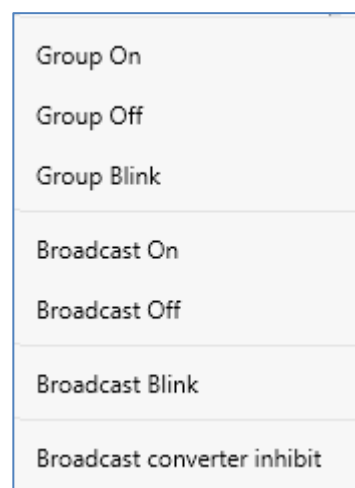 Group On
Group Off
Group Blink
Broadcast On
Broadcast Off
Broadcast Blink
Broadcast converter inhibit